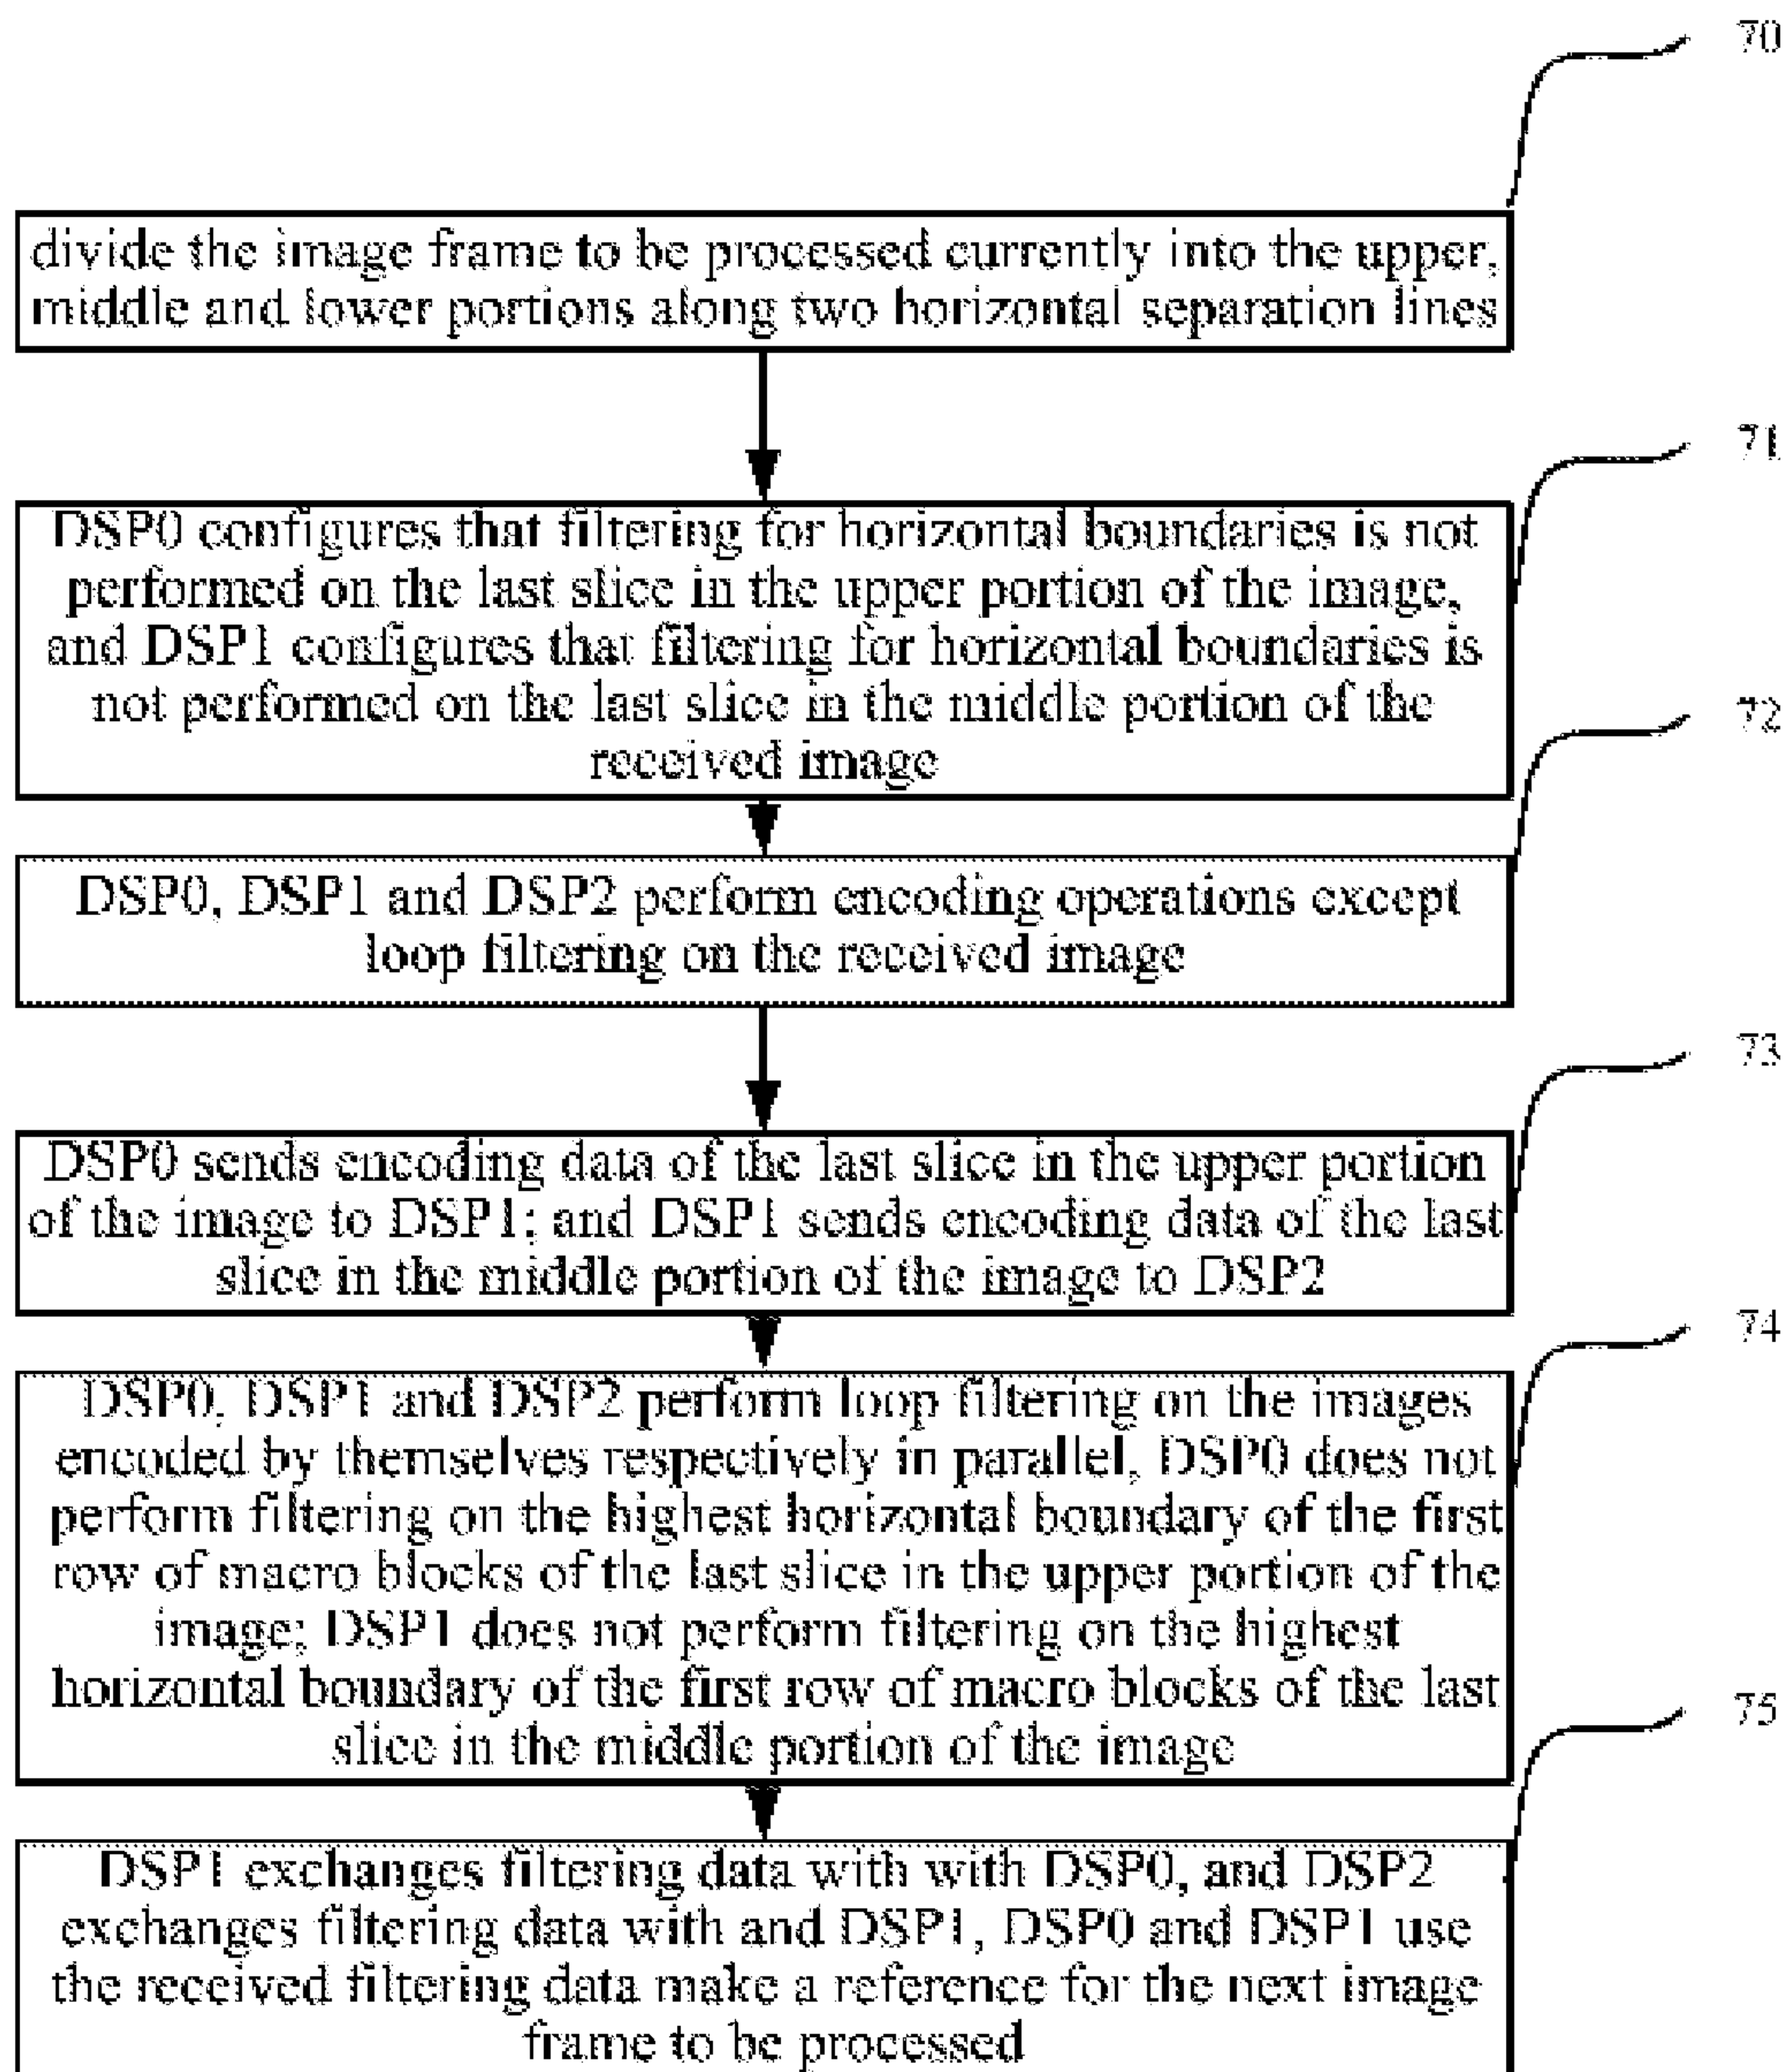 70
divide the image frame to be processed currently into the upper,
middle and lower portions along two horizontal separation lines
71
DSP0 configures that filtering for horizontal boundaries is not
performed on the last slice in the upper portion of the image,
and DSP1 configures that filtering for horizontal boundaries is
not performed on the last slice in the middle portion of the
received image
72
DSP0, DSP1 and DSP2 perform encoding operations except
loop filtering on the received image
73
DSP0 sends encoding data of the last slice in the upper portion
of the image to DSP1; and DSP1 sends encoding data of the last
slice in the middle portion of the image to DSP2
74
DSP0, DSP1 and DSP2 perform loop filtering on the images
encoded by themselves respectively in parallel, DSP0 does not
perform filtering on the highest horizontal boundary of the first
row of macro blocks of the last slice in the upper portion of the
image; DSP1 does not perform filtering on the highest
horizontal boundary of the first row of macro blocks of the last
slice in the middle portion of the image
75
DSP1 exchanges filtering data with with DSP0, and DSP2
exchanges filtering data with and DSP1, DSP0 and DSP1 use
the received filtering data make a reference for the next image
frame to be processed